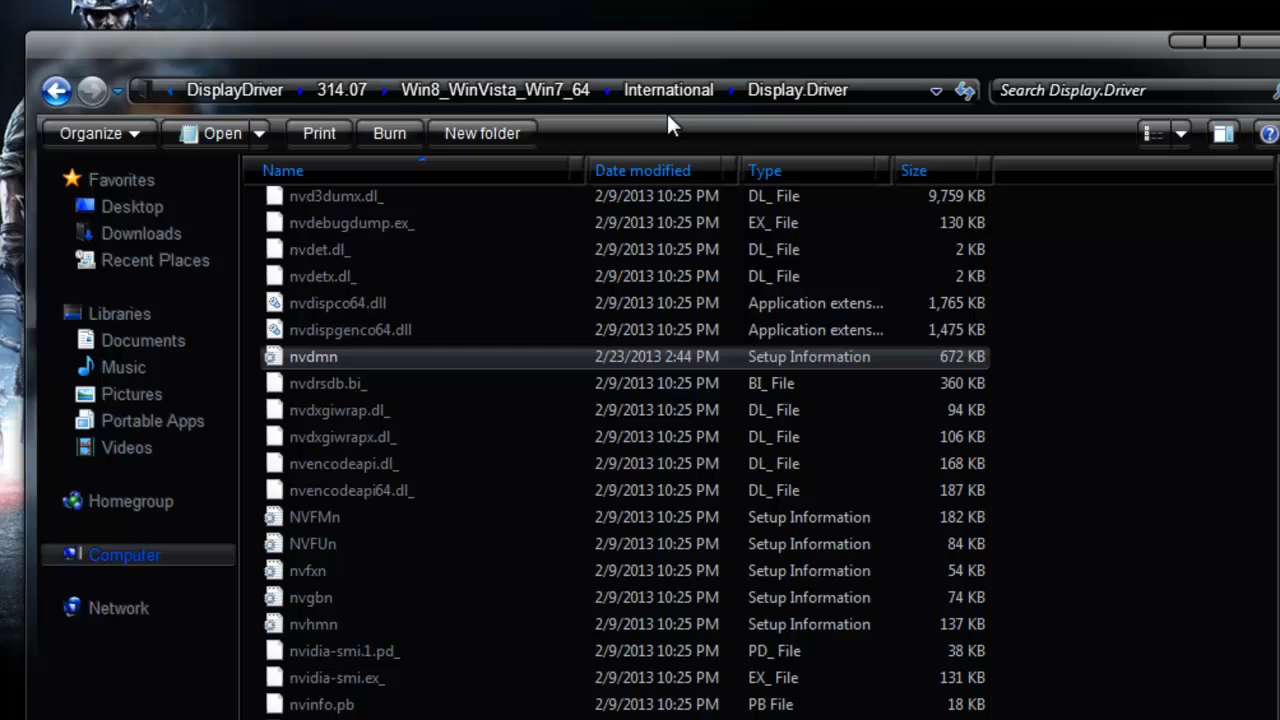 DisplayDriver 314.07 Win8_WinVista_Win7_64 International Display.Driver Search Display.Driver
Organize Open Print Burn New folder
Name Date modified Type Size
Favorites
Desktop
Downloads
Recent Places
Libraries
Documents
Music
Pictures
Portable Apps
Videos
Homegroup
Computer
Network
nvd3dumx.dl_ 2/9/2013 10:25 PM DL_ File 9,759 KB
nvdebugdump.ex_ 2/9/2013 10:25 PM EX_ File 130 KB
nvdet.dl_ 2/9/2013 10:25 PM DL_ File 2 KB
nvdetx.dl_ 2/9/2013 10:25 PM DL_ File 2 KB
nvdispco64.dll 2/9/2013 10:25 PM Application extens... 1,765 KB
nvdispgenco64.dll 2/9/2013 10:25 PM Application extens... 1,475 KB
nvdmn 2/23/2013 2:44 PM Setup Information 672 KB
nvdrsdb.bi_ 2/9/2013 10:25 PM BI_ File 360 KB
nvdxgiwrap.dl_ 2/9/2013 10:25 PM DL_ File 94 KB
nvdxgiwrapx.dl_ 2/9/2013 10:25 PM DL_ File 106 KB
nvencodeapi.dl_ 2/9/2013 10:25 PM DL_ File 168 KB
nvencodeapi64.dl_ 2/9/2013 10:25 PM DL_ File 187 KB
NVFMn 2/9/2013 10:25 PM Setup Information 182 KB
NVFUn 2/9/2013 10:25 PM Setup Information 84 KB
nvfxn 2/9/2013 10:25 PM Setup Information 54 KB
nvgbn 2/9/2013 10:25 PM Setup Information 74 KB
nvhmn 2/9/2013 10:25 PM Setup Information 137 KB
nvidia-smi.1.pd_ 2/9/2013 10:25 PM PD_ File 38 KB
nvidia-smi.ex_ 2/9/2013 10:25 PM EX_ File 131 KB
nvinfo.pb 2/9/2013 10:25 PM PB File 18 KB